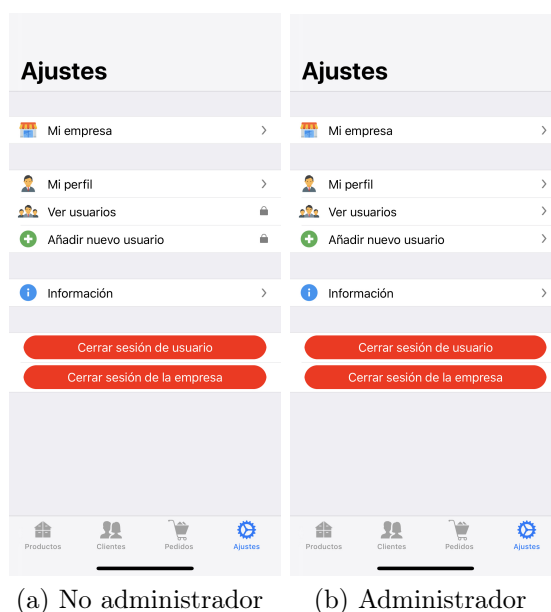 Ajustes
Mi empresa
Mi perfil
Ver usuarios
Añadir nuevo usuario
Información
Cerrar sesión de usuario
Cerrar sesión de la empresa
Productos Clientes Pedidos Ajustes
(a) No administrador
Ajustes
Mi empresa
Mi perfil
Ver usuarios
Añadir nuevo usuario
Información
Cerrar sesión de usuario
Cerrar sesión de la empresa
Productos Clientes Pedidos Ajustes
(b) Administrador